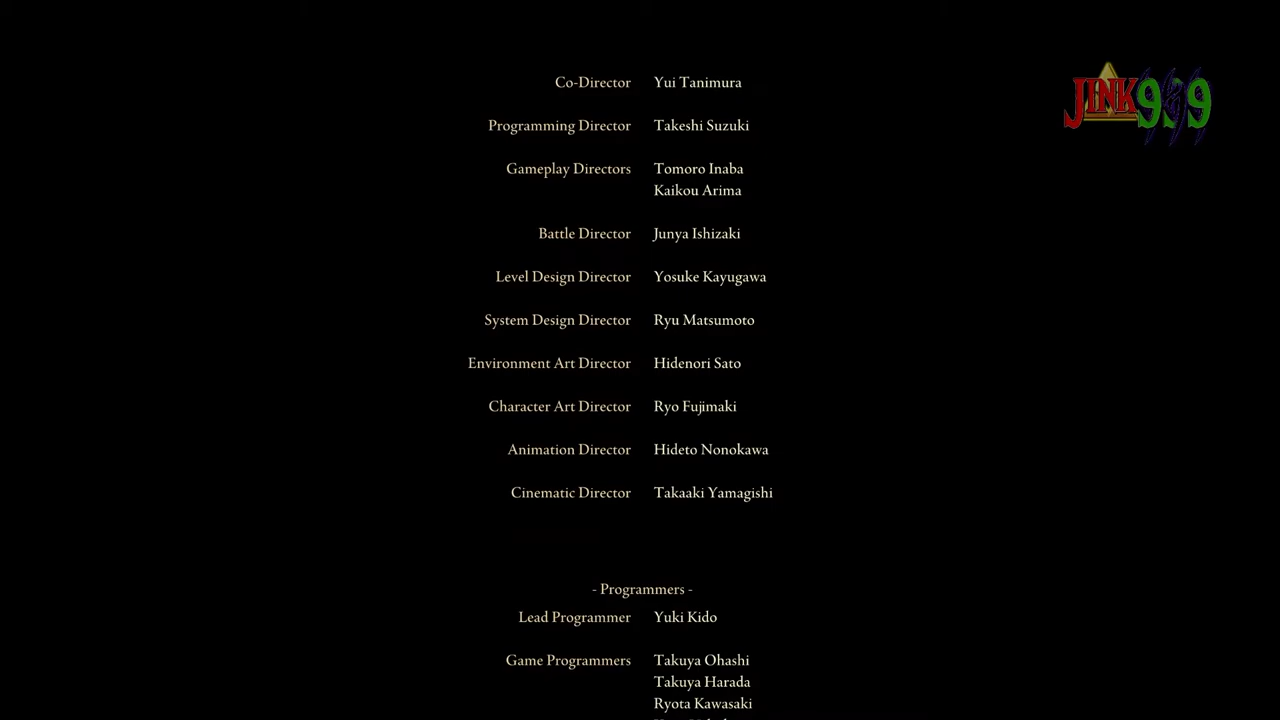 Co-Director Yui Tanimura
JINK999
Programming Director Takeshi Suzuki
Gameplay Directors Tomoro Inaba
Kaikou Arima
Battle Director Junya Ishizaki
Level Design Director Yosuke Kayugawa
System Design Director Ryu Matsumoto
Environment Art Director Hidenori Sato
Character Art Director Ryo Fujimaki
Animation Director Hideto Nonokawa
Cinematic Director Takaaki Yamagishi
- Programmers -
Lead Programmer Yuki Kido
Game Programmers Takuya Ohashi
Takuya Harada
Ryota Kawasaki